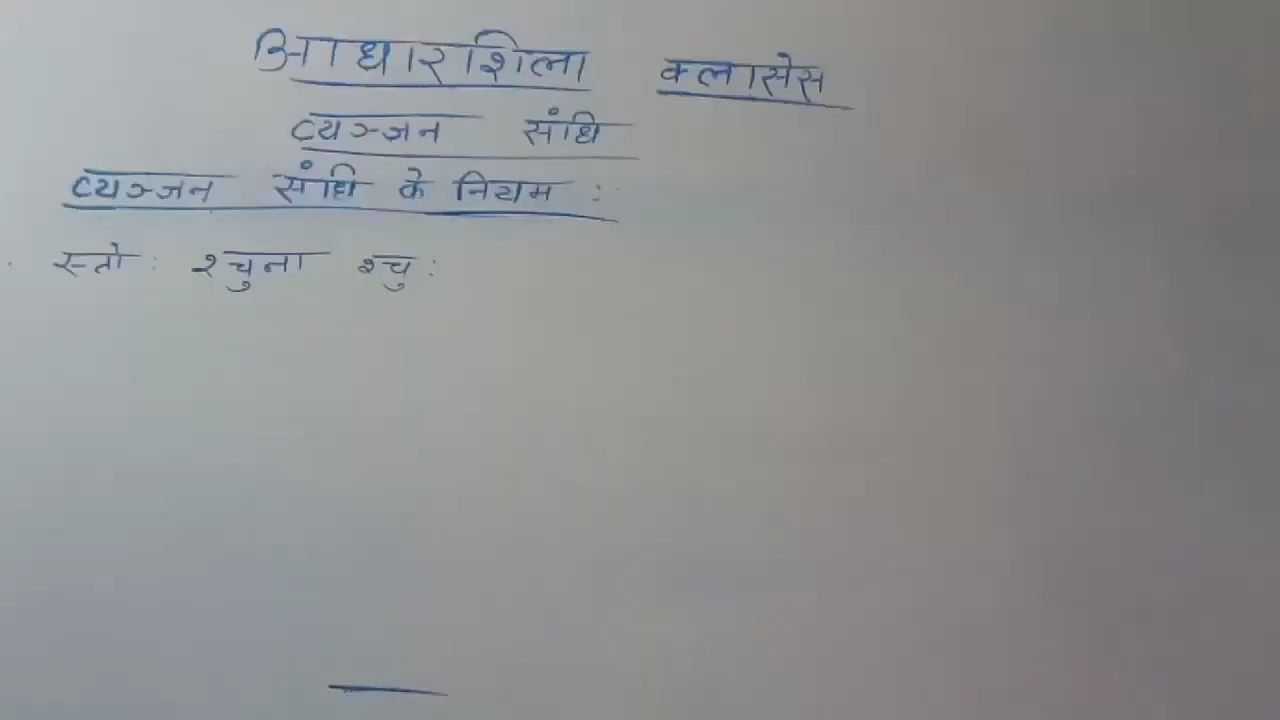 आधारशिला क्लासेस
व्यञ्जन संधि
व्यञ्जन संधि के नियम :
स्तो: श्चुना श्चु: